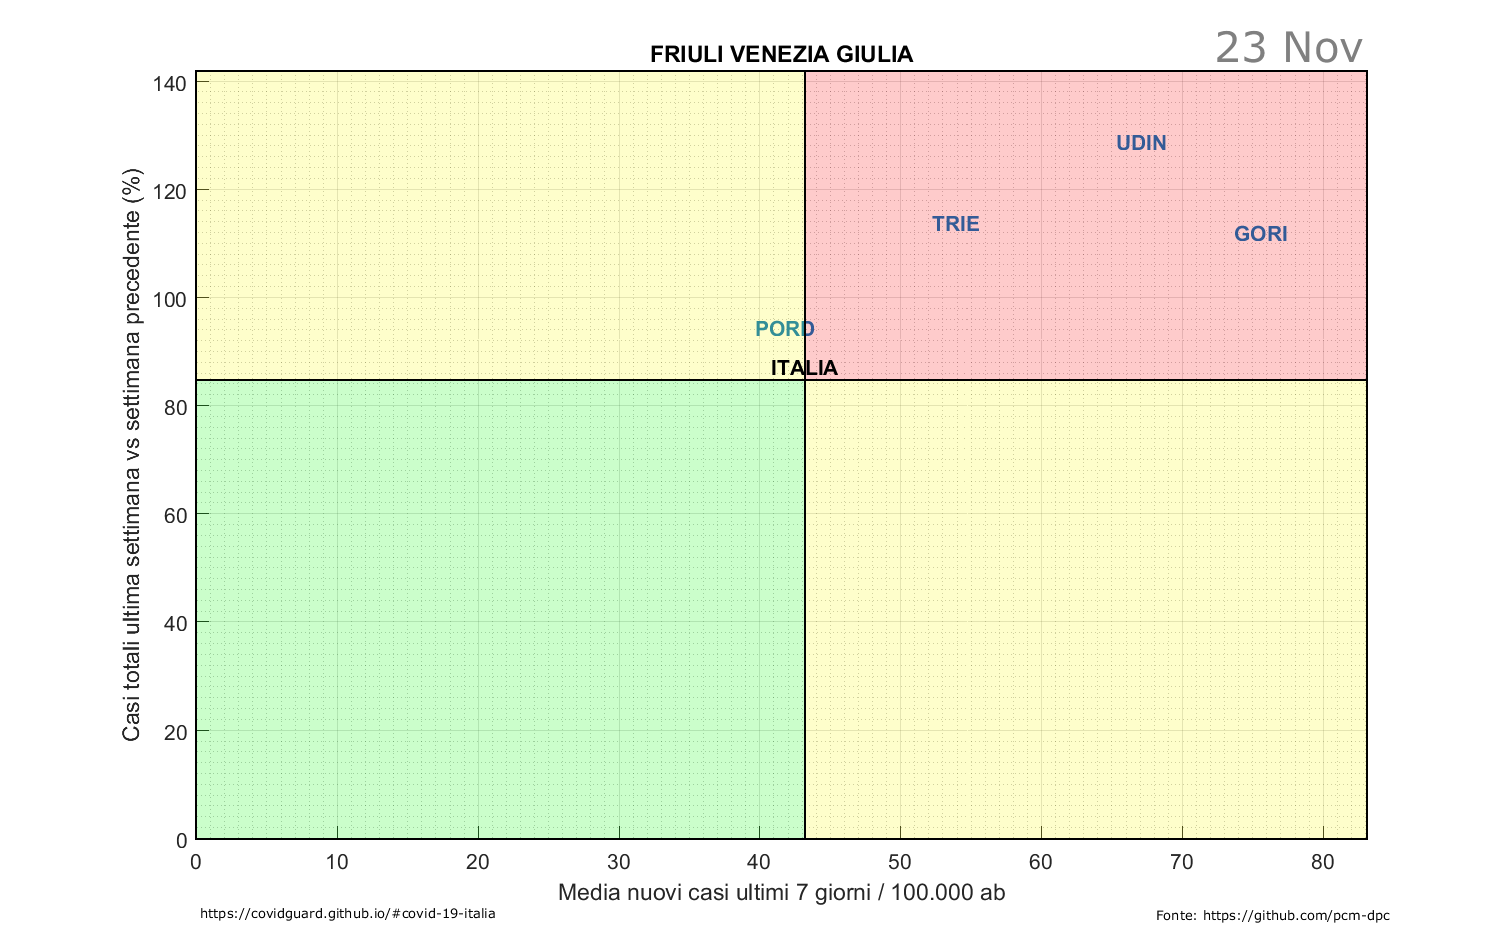 FRIULI VENEZIA GIULIA
23 Nov
140
120
100
80
60
40
20
0
Casi totali ultima settimana vs settimana precedente (%)
UDIN
TRIE
GORI
PORD
ITALIA
0 10 20 30 40 50 60 70 80
Media nuovi casi ultimi 7 giorni / 100.000 ab
https://covidguard.github.io/#covid-19-italia
Fonte: https://github.com/pcm-dpc